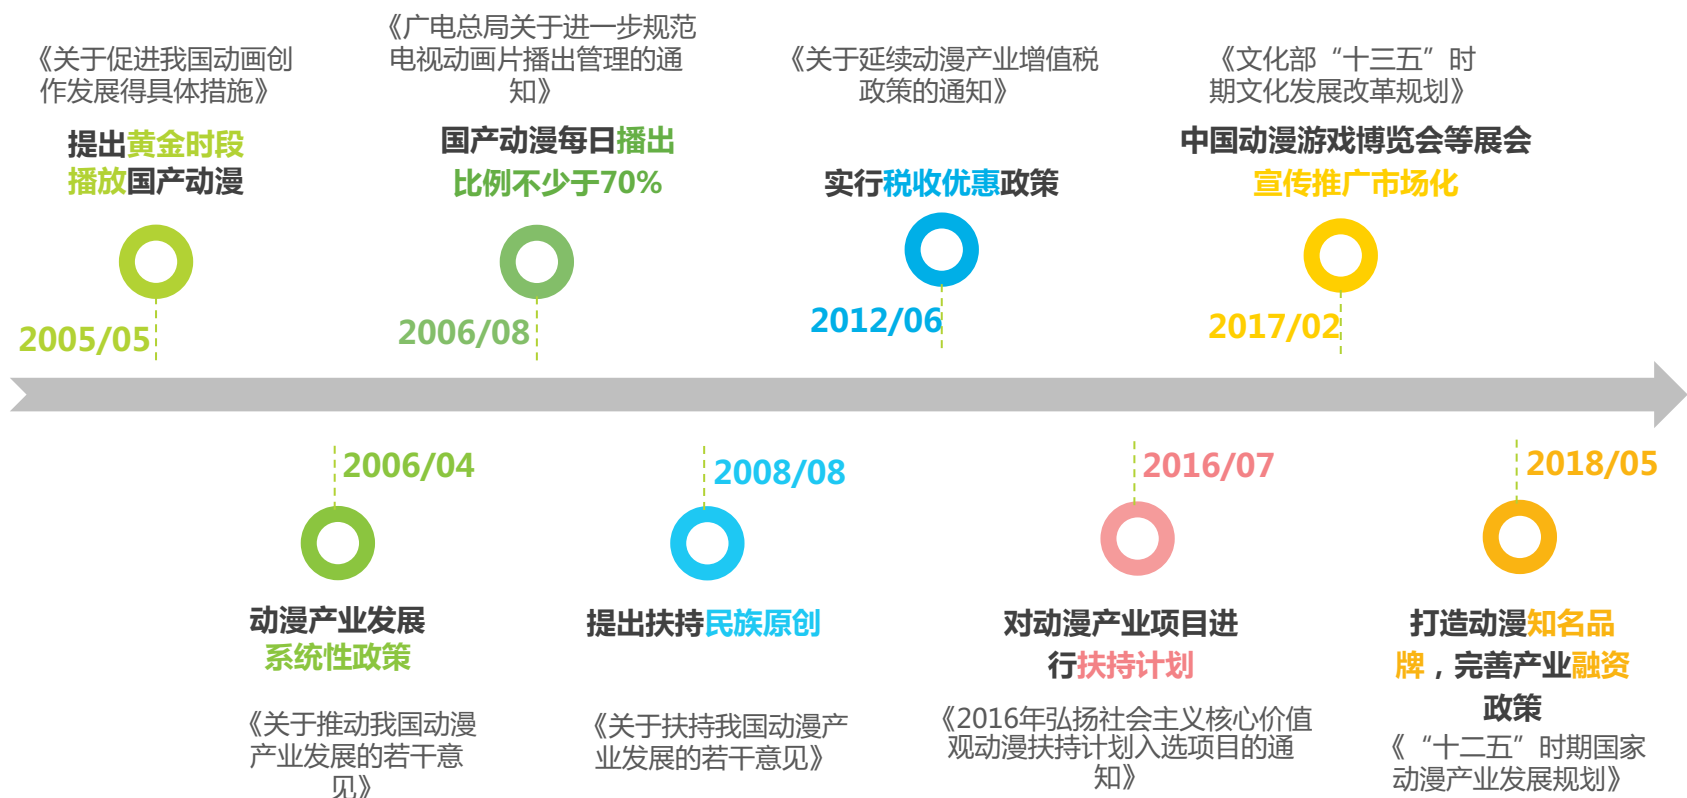 《关于促进我国动画创
作发展得具体措施》
提出黄金时段
播放国产动漫
2005/05
《广电总局关于进一步规范
电视动画片播出管理的通
知》
国产动漫每日播出
比例不少于70%
2006/08
《关于延续动漫产业增值税
政策的通知》
实行税收优惠政策
2012/06
《文化部“十三五”时
期文化发展改革规划》
中国动漫游戏博览会等展会
宣传推广市场化
2017/02
2006/04
动漫产业发展
系统性政策
《关于推动我国动漫
产业发展的若干意
见》
2008/08
提出扶持民族原创
《关于扶持我国动漫产
业发展的若干意见》
2016/07
对动漫产业项目进
行扶持计划
《2016年弘扬社会主义核心价值
观动漫扶持计划入选项目的通
知》
2018/05
打造动漫知名品
牌，完善产业融资
政策
《“十二五”时期国家
动漫产业发展规划》